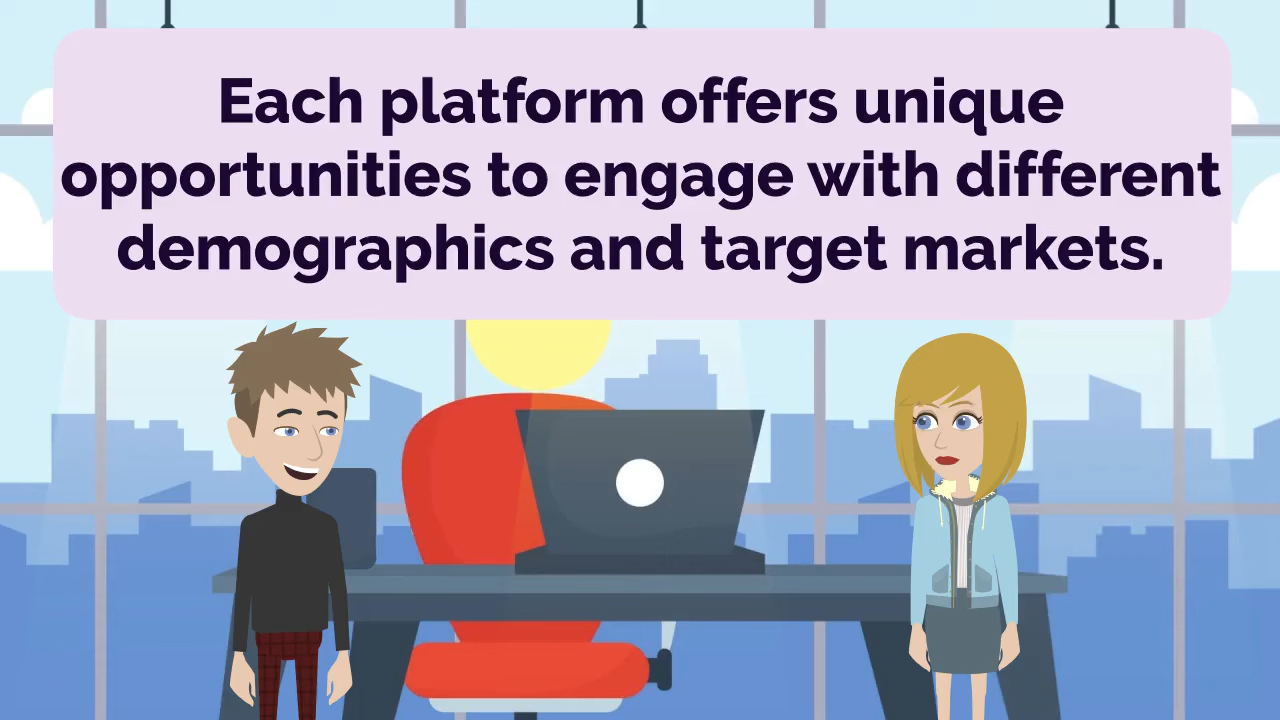 Each platform offers unique
opportunities to engage with different
demographics and target markets.